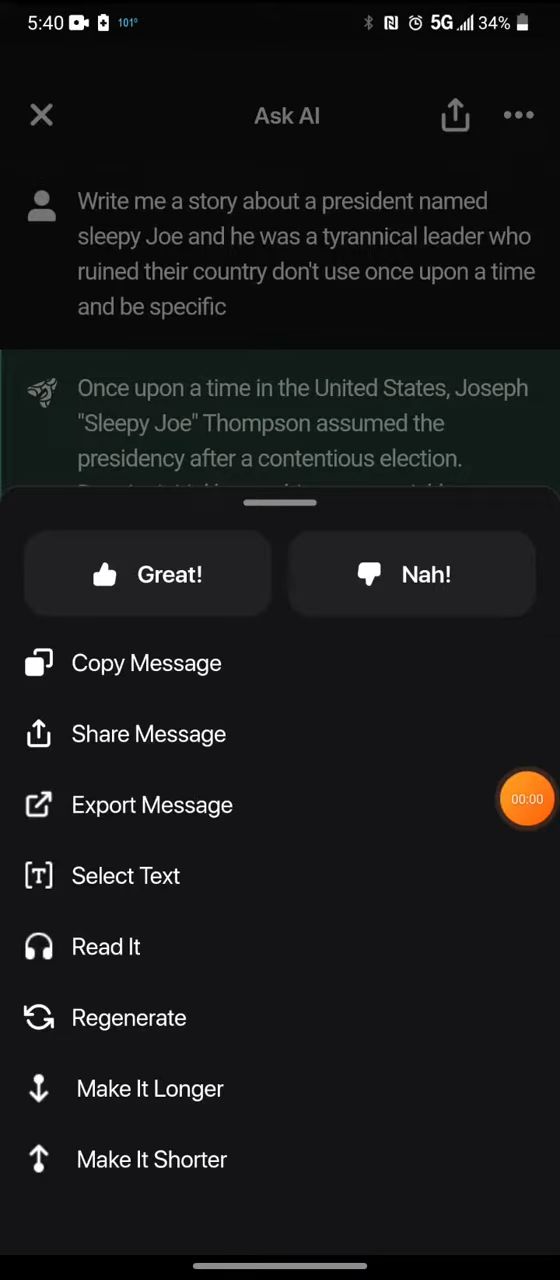 5:40 101° 5G 34%
Ask AI
Write me a story about a president named
sleepy Joe and he was a tyrannical leader who
ruined their country don't use once upon a time
and be specific
Once upon a time in the United States, Joseph
"Sleepy Joe" Thompson assumed the
presidency after a contentious election.
Great! Nah!
Copy Message
Share Message
Export Message
00:00
Select Text
Read It
Regenerate
Make It Longer
Make It Shorter